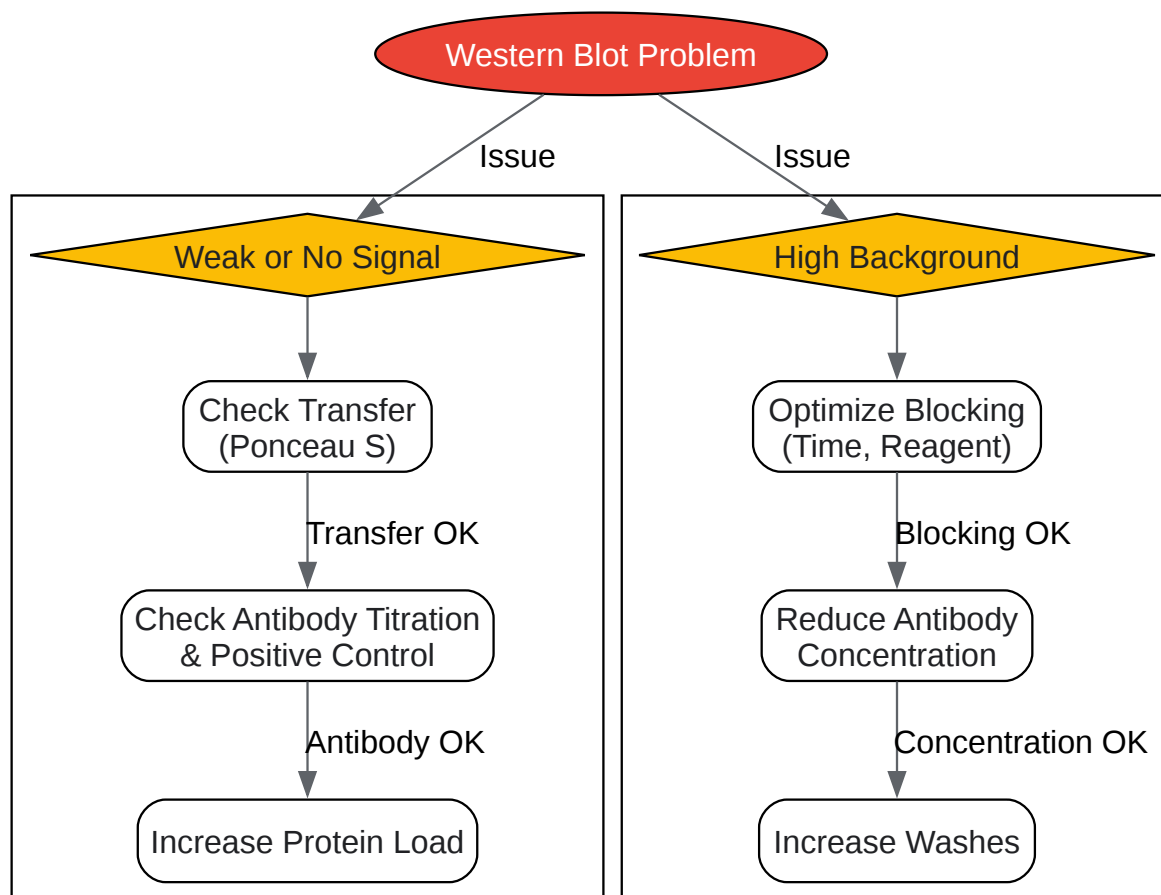 Western Blot Problem
Issue
Issue
Weak or No Signal
High Background
Check Transfer
(Ponceau S)
Optimize Blocking
(Time, Reagent)
Transfer OK
Blocking OK
Check Antibody Titration
& Positive Control
Reduce Antibody
Concentration
Antibody OK
Concentration OK
Increase Protein Load
Increase Washes